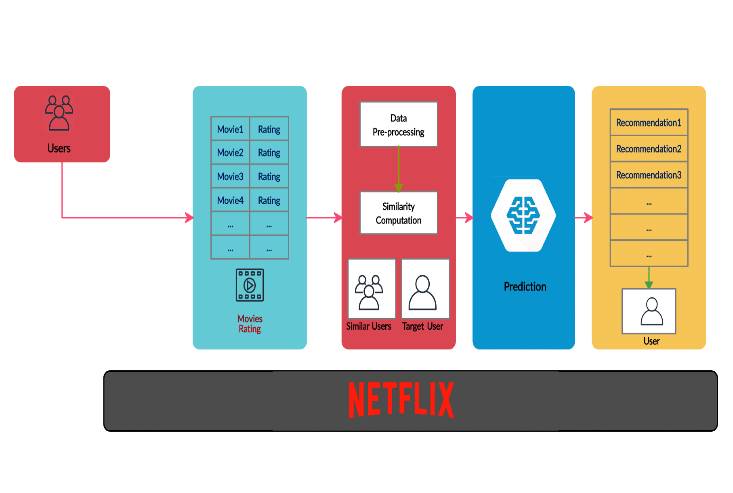 Users
Movie1 Rating
Movie2 Rating
Movie3 Rating
Movie4 Rating
... ...
... ...
Movies
Rating
Data
Pre-processing
Similarity
Computation
Similar Users Target User
Prediction
Recommendation1
Recommendation2
Recommendation3
...
...
...
User
NETFLIX